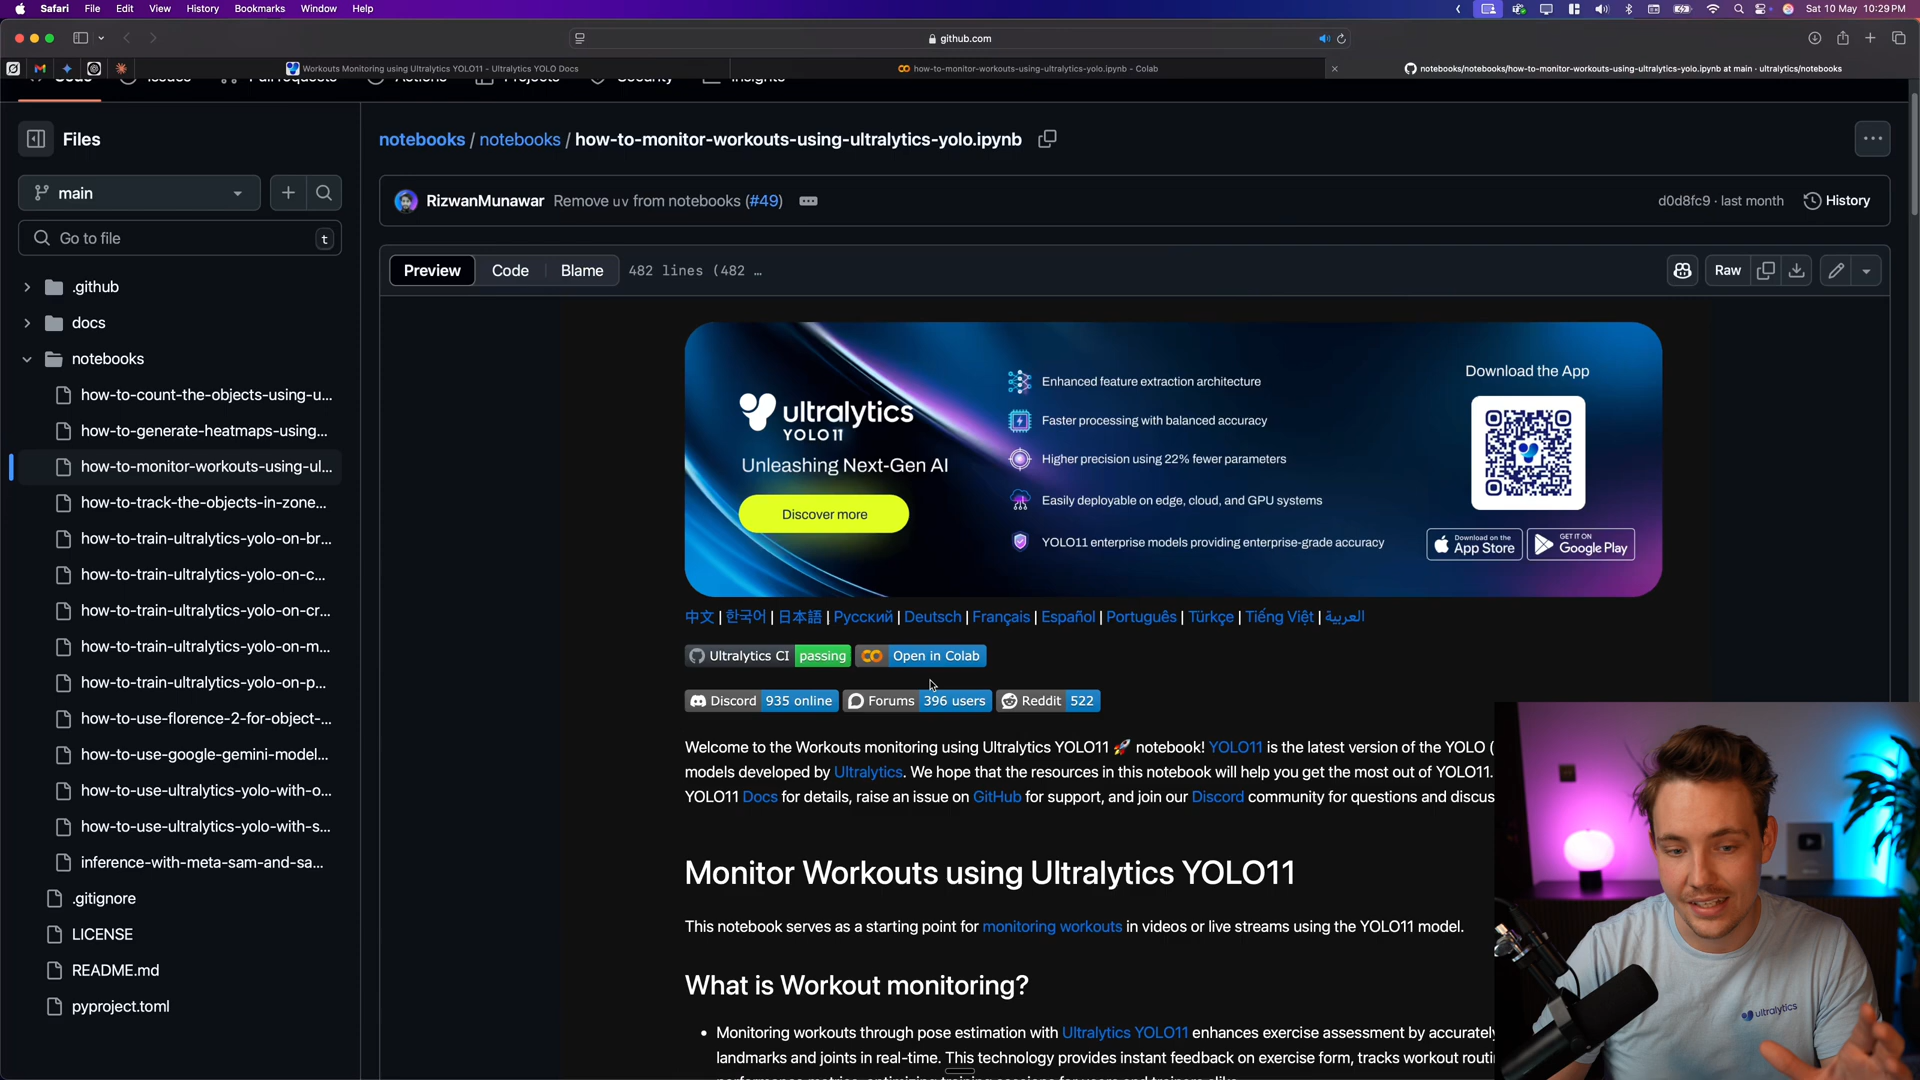 Safari File Edit View History Bookmarks Window Help
Sat 10 May 10:29 PM
github.com
Workouts Monitoring using Ultralytics YOLO11 - Ultralytics YOLO Docs
how-to-monitor-workouts-using-ultralytics-yolo.ipynb - Colab
notebooks/notebooks/how-to-monitor-workouts-using-ultralytics-yolo.ipynb at main · ultralytics/notebooks
Code Issues Pull requests Actions Projects Security Insights
Files
notebooks / notebooks / how-to-monitor-workouts-using-ultralytics-yolo.ipynb
main
RizwanMunawar Remove uv from notebooks (#49)
d0d8fc9 · last month History
Go to file t
Preview Code Blame 482 lines (482 …
Raw
.github
docs
notebooks
how-to-count-the-objects-using-u...
how-to-generate-heatmaps-using...
how-to-monitor-workouts-using-ul...
how-to-track-the-objects-in-zone...
how-to-train-ultralytics-yolo-on-br...
how-to-train-ultralytics-yolo-on-c...
how-to-train-ultralytics-yolo-on-cr...
how-to-train-ultralytics-yolo-on-m...
how-to-train-ultralytics-yolo-on-p...
how-to-use-florence-2-for-object-...
how-to-use-google-gemini-model...
how-to-use-ultralytics-yolo-with-o...
how-to-use-ultralytics-yolo-with-s...
inference-with-meta-sam-and-sa...
.gitignore
LICENSE
README.md
pyproject.toml
ultralytics
YOLO11
Unleashing Next-Gen AI
Discover more
Enhanced feature extraction architecture
Faster processing with balanced accuracy
Higher precision using 22% fewer parameters
Easily deployable on edge, cloud, and GPU systems
YOLO11 enterprise models providing enterprise-grade accuracy
Download the App
Download on the App Store
GET IT ON Google Play
中文 | 한국어 | 日本語 | Русский | Deutsch | Français | Español | Português | Türkçe | Tiếng Việt | العربية
Ultralytics CI passing Open in Colab
Discord 935 online Forums 396 users Reddit 522
Welcome to the Workouts monitoring using Ultralytics YOLO11 🚀 notebook! YOLO11 is the latest version of the YOLO (
models developed by Ultralytics. We hope that the resources in this notebook will help you get the most out of YOLO11.
YOLO11 Docs for details, raise an issue on GitHub for support, and join our Discord community for questions and discus
Monitor Workouts using Ultralytics YOLO11
This notebook serves as a starting point for monitoring workouts in videos or live streams using the YOLO11 model.
What is Workout monitoring?
• Monitoring workouts through pose estimation with Ultralytics YOLO11 enhances exercise assessment by accurately
landmarks and joints in real-time. This technology provides instant feedback on exercise form, tracks workout routin
ultralytics